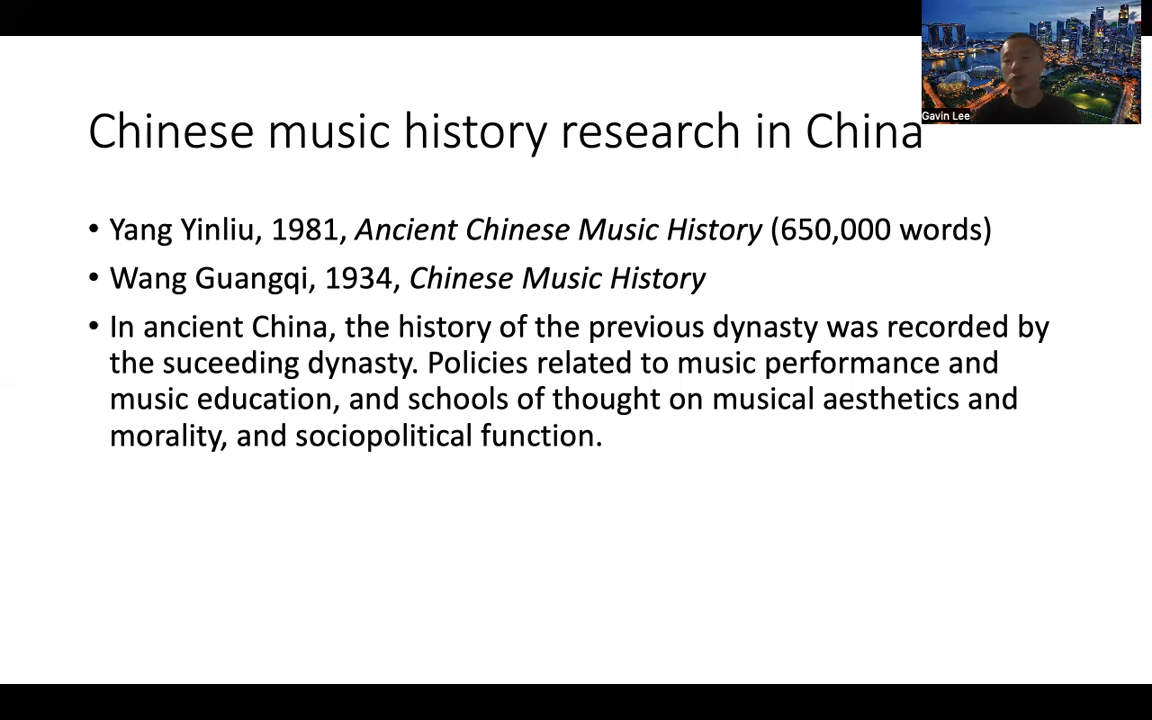 Gavin Lee
Chinese music history research in China
• Yang Yinliu, 1981, Ancient Chinese Music History (650,000 words)
• Wang Guangqi, 1934, Chinese Music History
• In ancient China, the history of the previous dynasty was recorded by
the suceeding dynasty. Policies related to music performance and
music education, and schools of thought on musical aesthetics and
morality, and sociopolitical function.